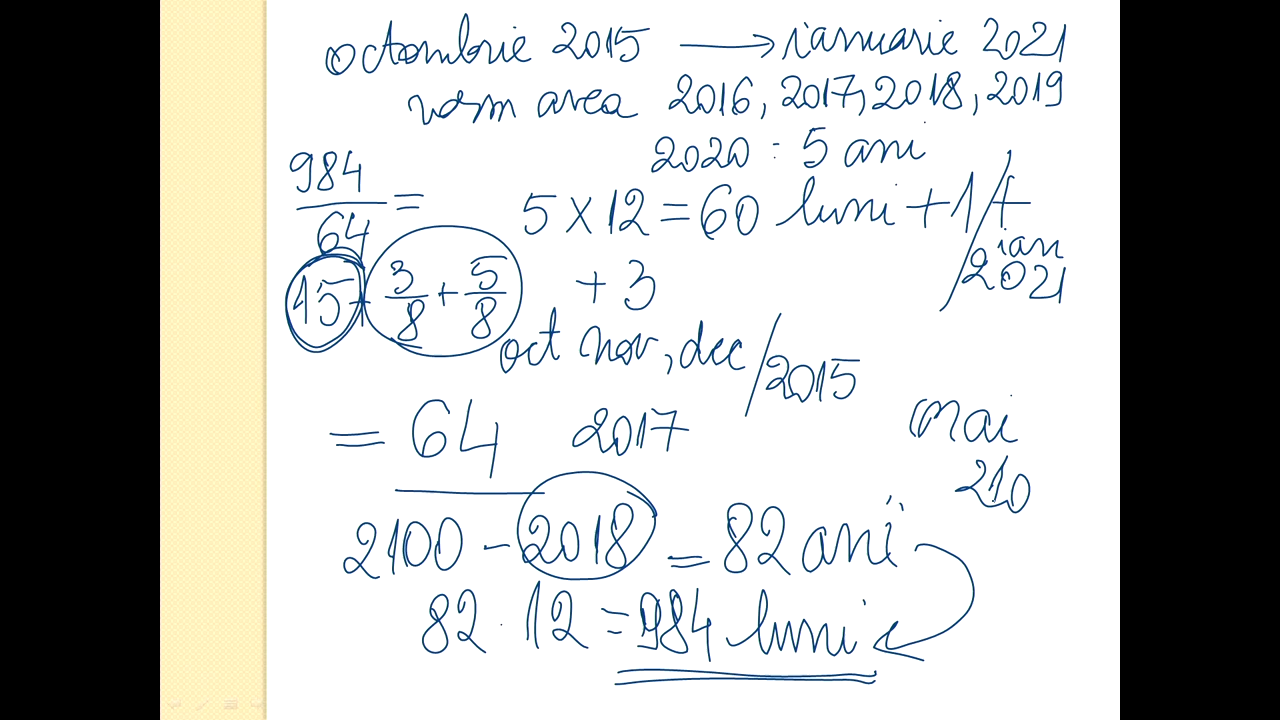 octombrie 2015 → ianuarie 2021
vom avea 2016, 2017, 2018, 2019
2020 : 5 ani
984/64 =
5 x 12 = 60 luni + 1 / + ian 2021
15 + 3/8 + 5/8
+ 3
oct nov, dec / 2015
= 64 2017
mai
210
2100 - 2018 = 82 ani
82 . 12 = 984 luni